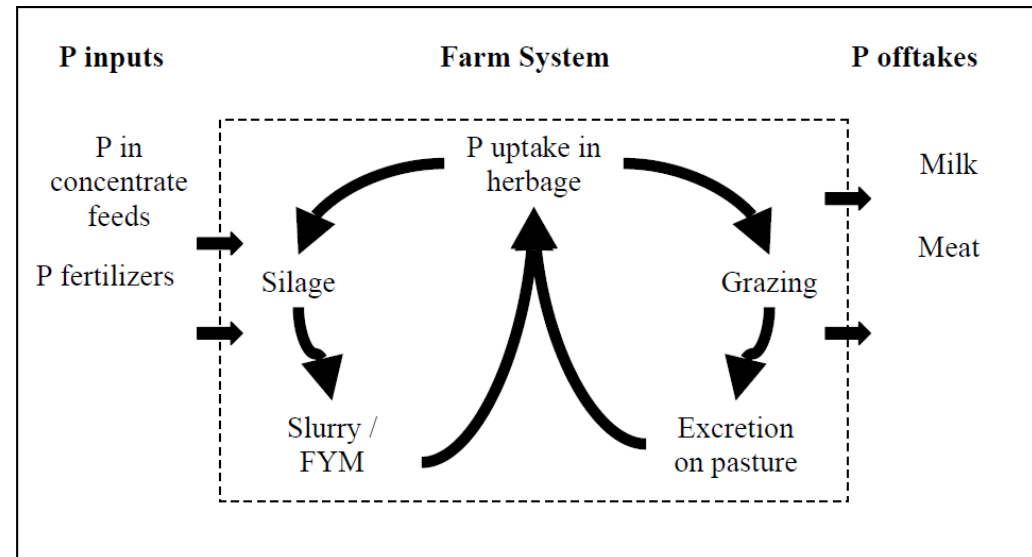 P inputs
Farm System
P offtakes
P in
concentrate
feeds
P fertilizers
P uptake in
herbage
Silage
Grazing
Slurry /
FYM
Excretion
on pasture
Milk
Meat